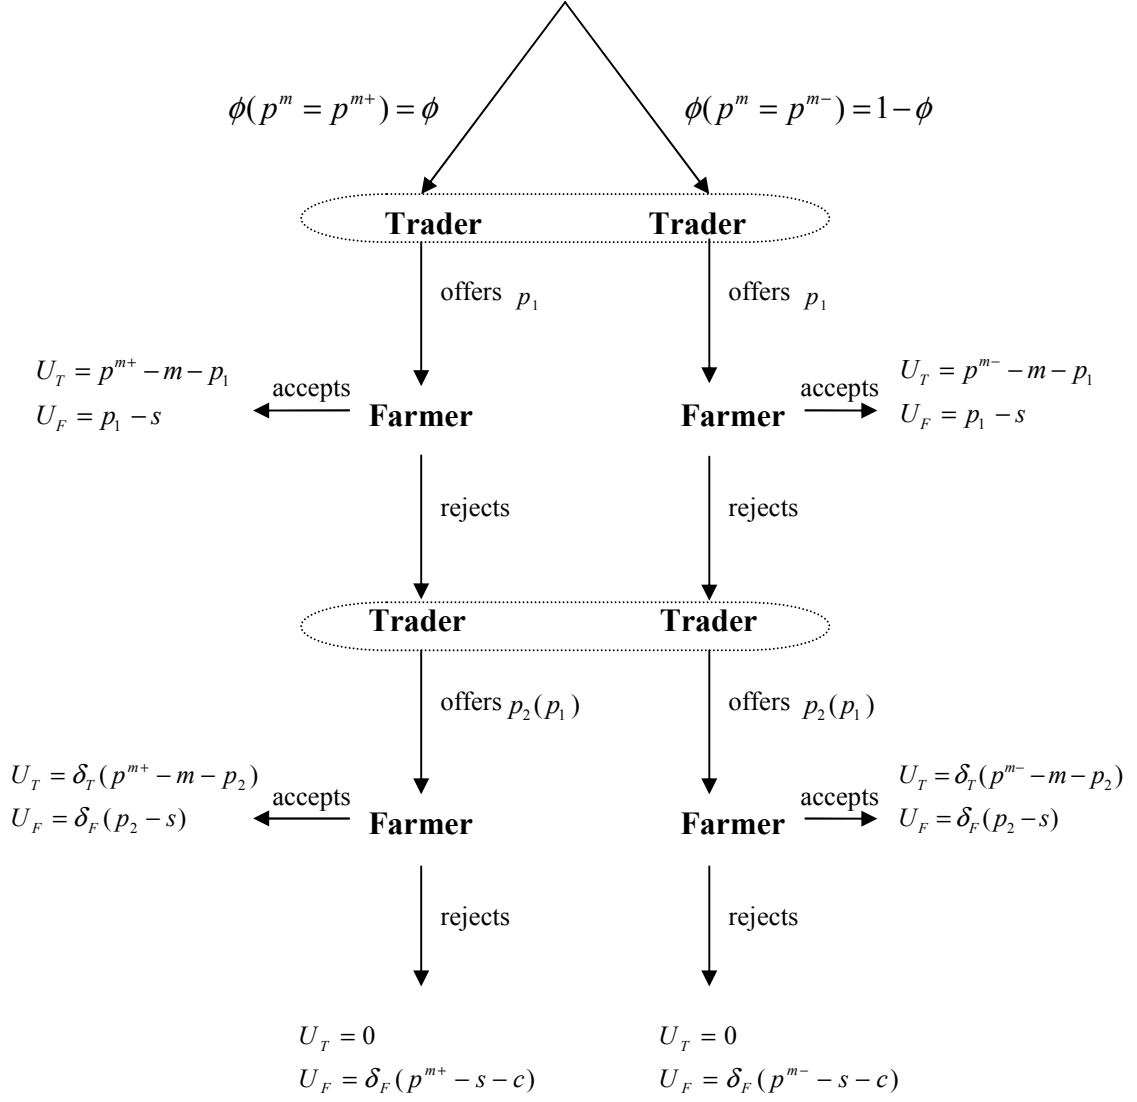 ϕ(p^m = p^{m+}) = ϕ ϕ(p^m = p^{m−}) = 1 − ϕ
Trader Trader
offers p_1 offers p_1
U_T = p^{m+} − m − p_1 U_T = p^{m−} − m − p_1
accepts accepts
U_F = p_1 − s Farmer Farmer U_F = p_1 − s
rejects rejects
Trader Trader
offers p_2(p_1) offers p_2(p_1)
U_T = δ_T(p^{m+} − m − p_2) U_T = δ_T(p^{m−} − m − p_2)
accepts accepts
U_F = δ_F(p_2 − s) Farmer Farmer U_F = δ_F(p_2 − s)
rejects rejects
U_T = 0 U_T = 0
U_F = δ_F(p^{m+} − s − c) U_F = δ_F(p^{m−} − s − c)